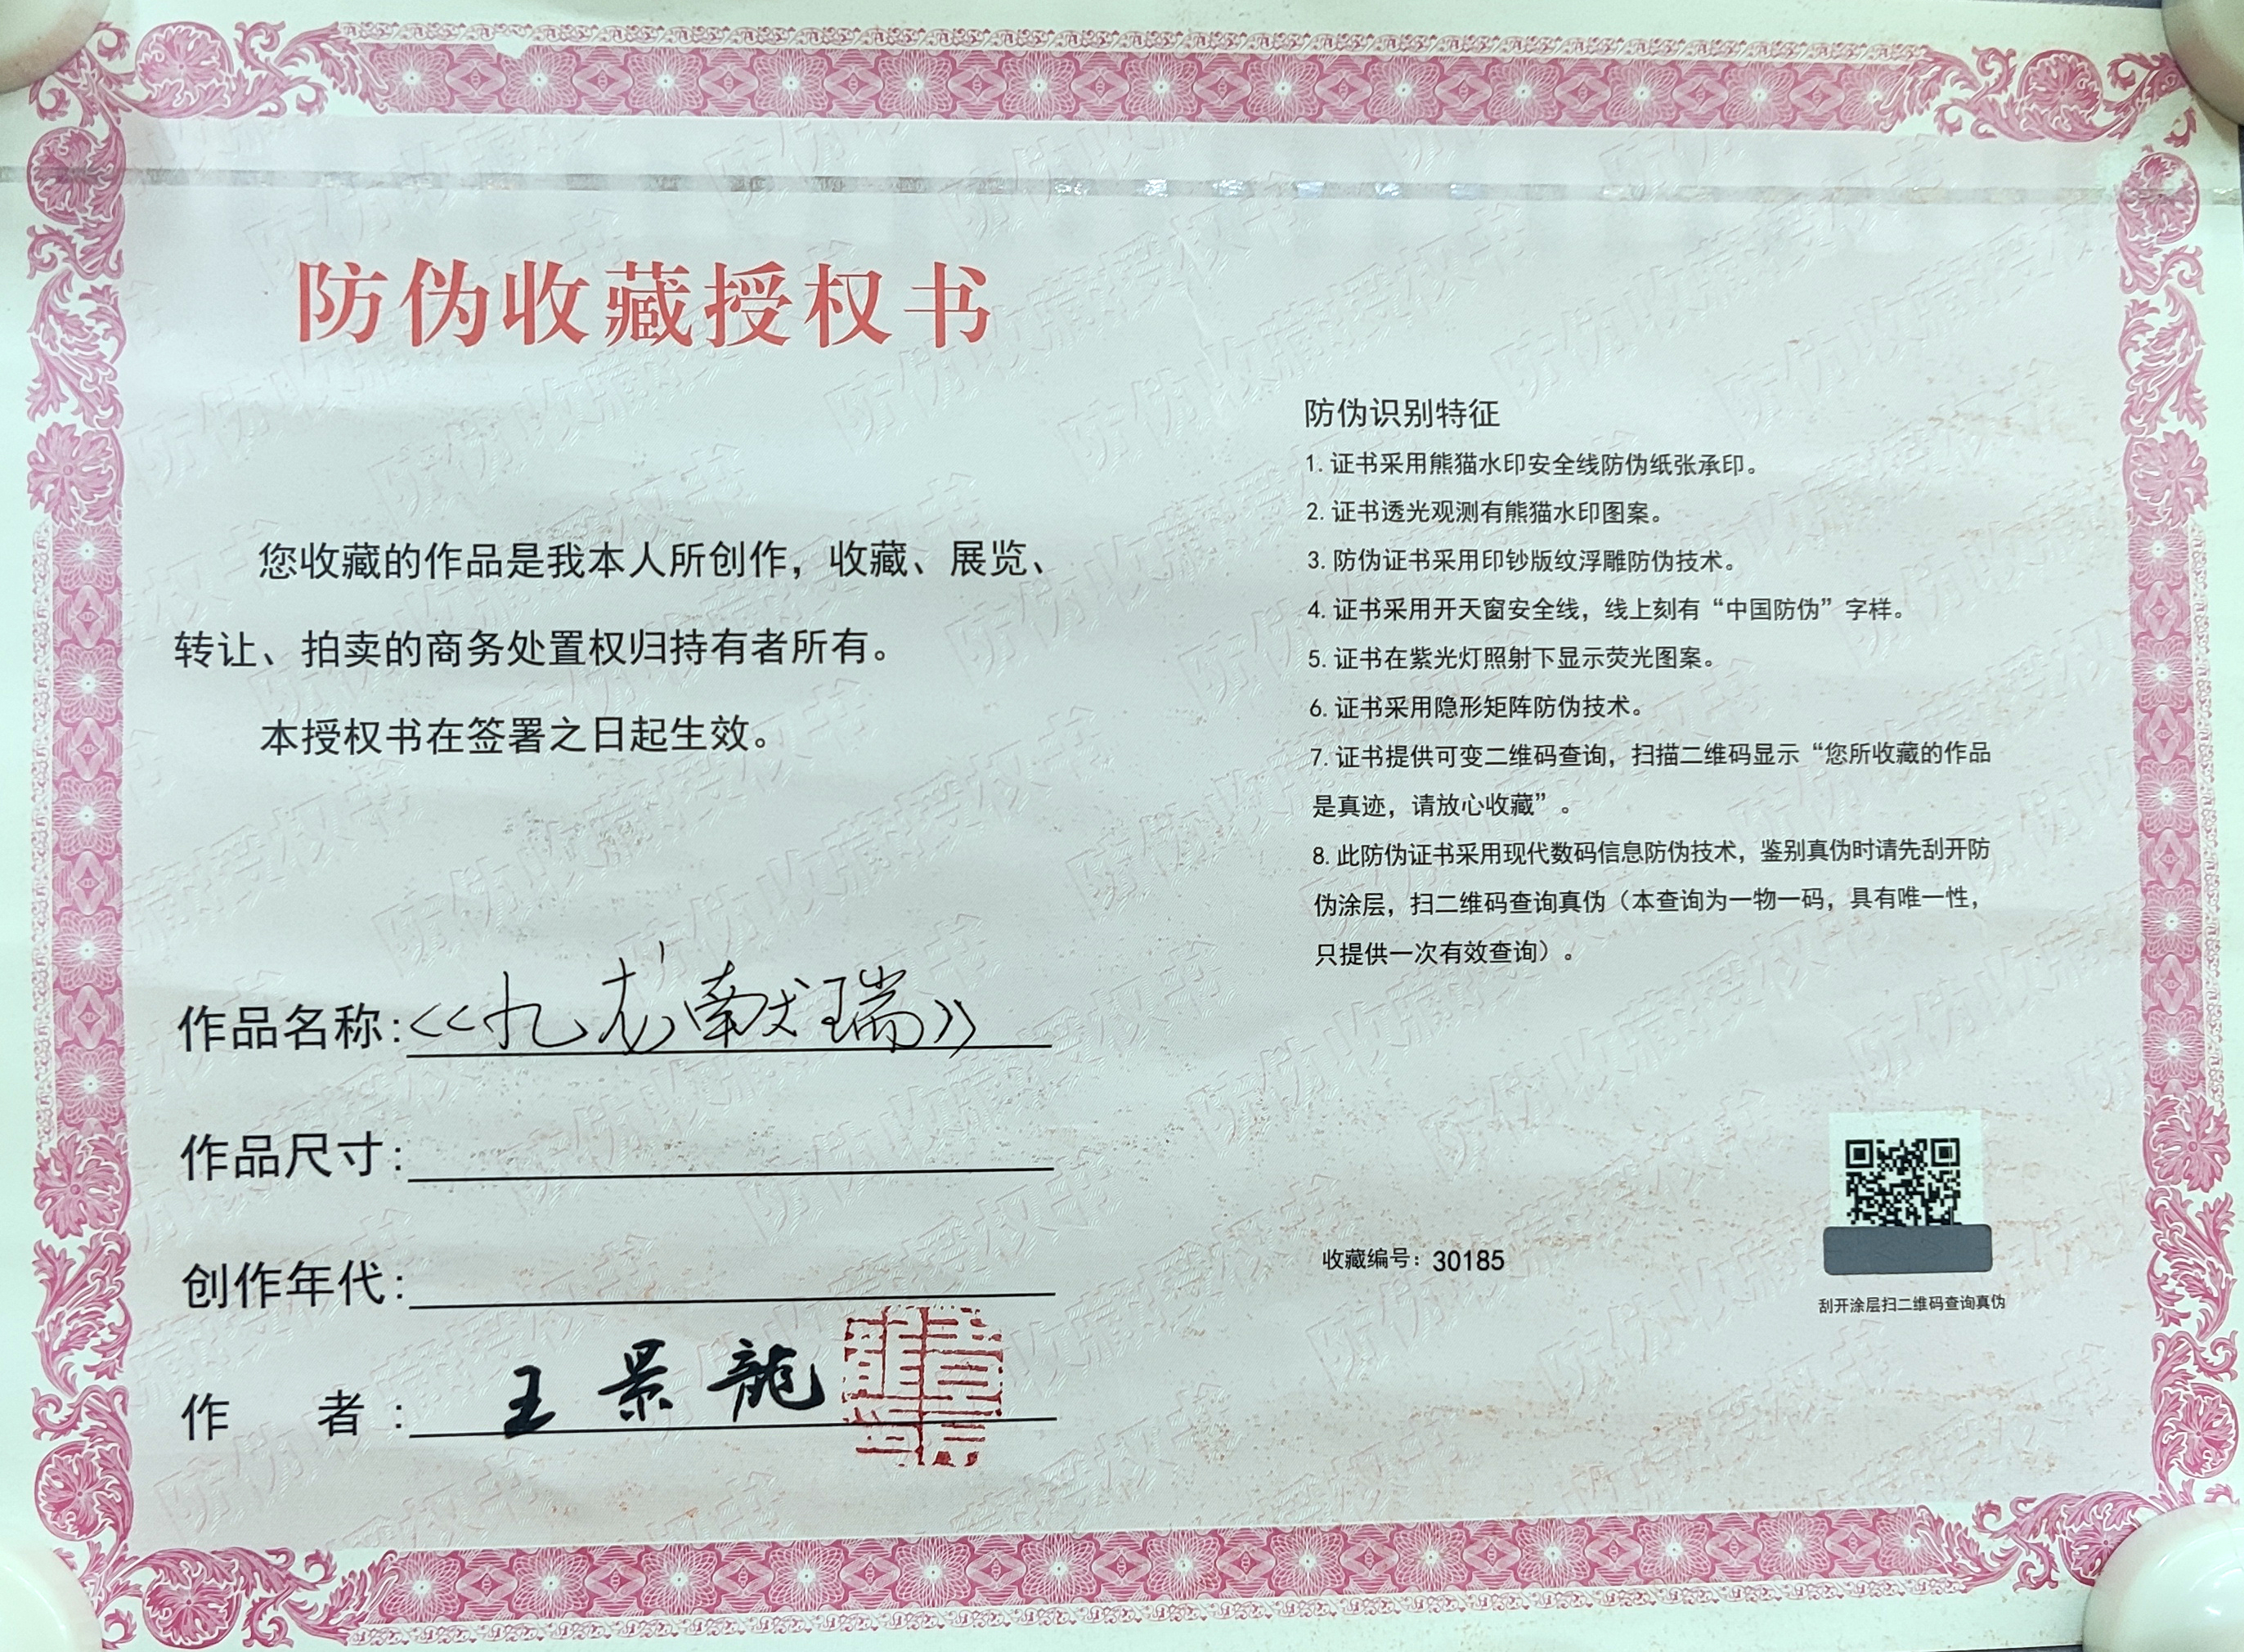 防伪收藏授权书
您收藏的作品是我本人所创作，收藏、展览、
转让、拍卖的商务处置权归持有者所有。
本授权书在签署之日起生效。
作品名称:《九龙献瑞》
作品尺寸:
创作年代:
作 者: 王景龍
防伪识别特征
1.证书采用熊猫水印安全线防伪纸张承印。
2.证书透光观测有熊猫水印图案。
3.防伪证书采用印钞版纹浮雕防伪技术。
4.证书采用开天窗安全线，线上刻有“中国防伪”字样。
5.证书在紫光灯照射下显示荧光图案。
6.证书采用隐形矩阵防伪技术。
7.证书提供可变二维码查询，扫描二维码显示“您所收藏的作品
是真迹，请放心收藏”。
8.此防伪证书采用现代数码信息防伪技术，鉴别真伪时请先刮开防
伪涂层，扫二维码查询真伪（本查询为一物一码，具有唯一性，
只提供一次有效查询）。
收藏编号：30185
刮开涂层扫二维码查询真伪